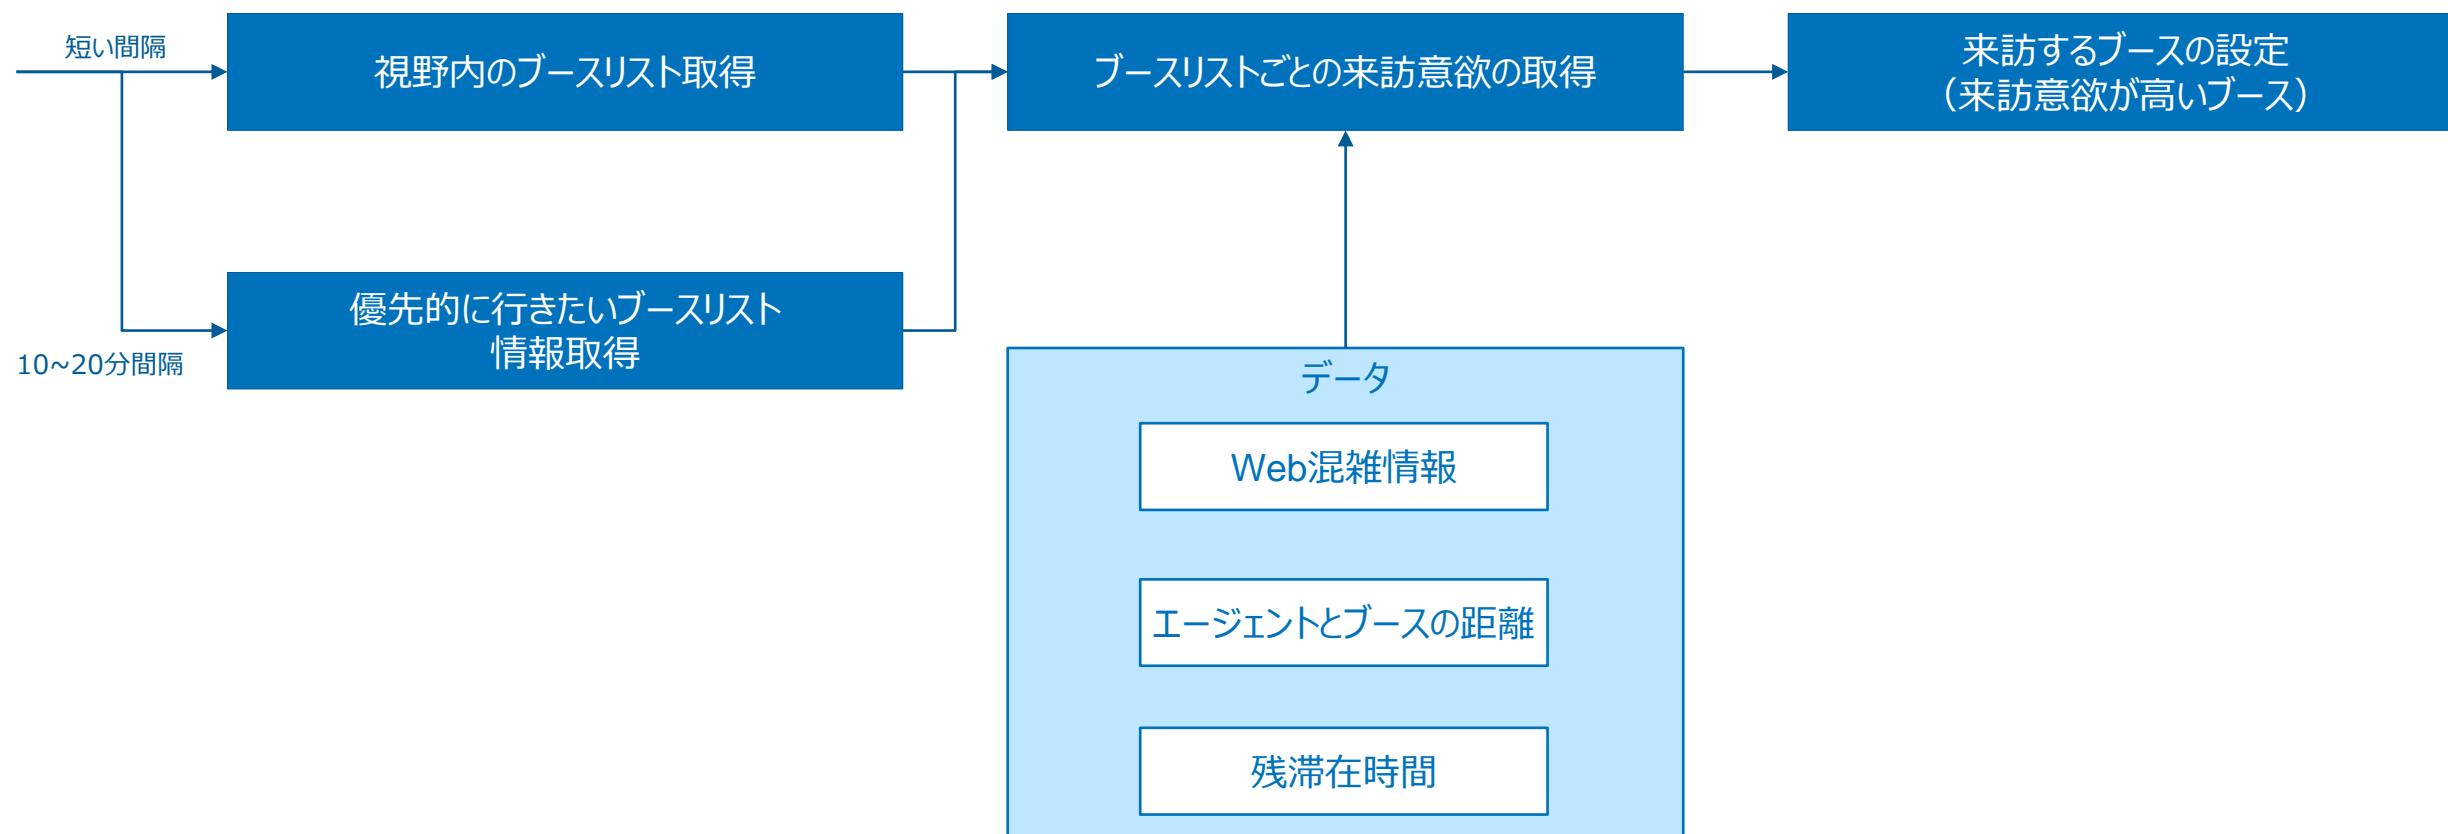 短い間隔
視野内のブースリスト取得
ブースリストごとの来訪意欲の取得
来訪するブースの設定
（来訪意欲が高いブース）
優先的に行きたいブースリスト
情報取得
10~20分間隔
データ
Web混雑情報
エージェントとブースの距離
残滞在時間